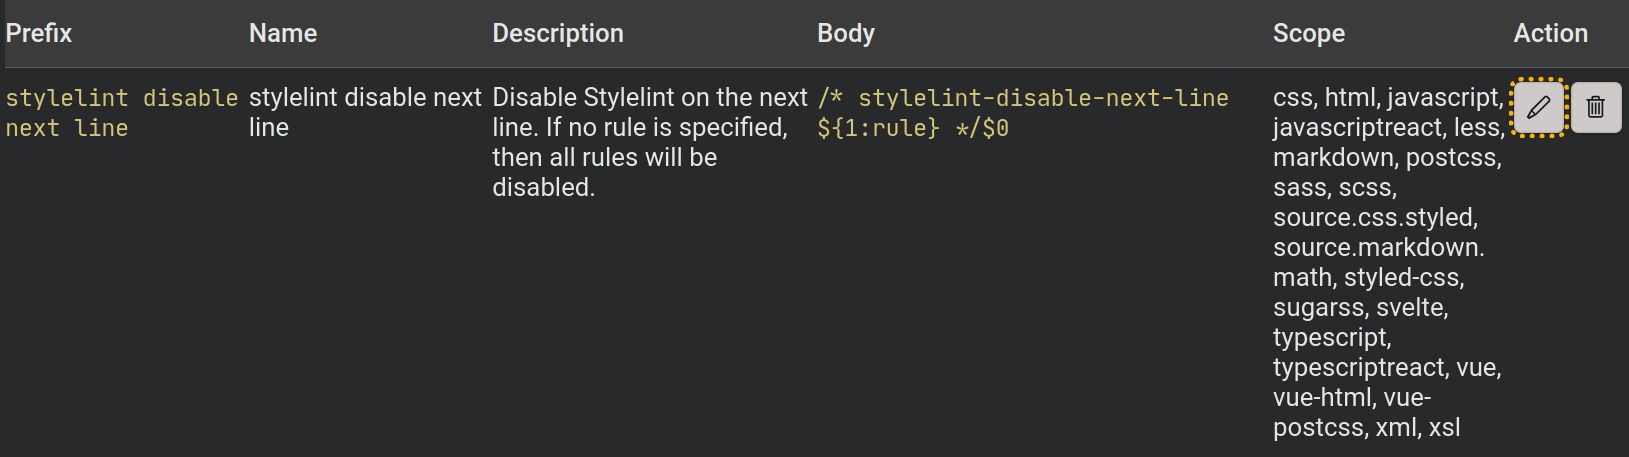 Prefix Name Description Body Scope Action
stylelint disable
next line
stylelint disable next
line
Disable Stylelint on the next
line. If no rule is specified,
then all rules will be
disabled.
/* stylelint-disable-next-line
${1:rule} */$0
css, html, javascript,
javascriptreact, less,
markdown, postcss,
sass, scss,
source.css.styled,
source.markdown.
math, styled-css,
sugarss, svelte,
typescript,
typescriptreact, vue,
vue-html, vue-
postcss, xml, xsl